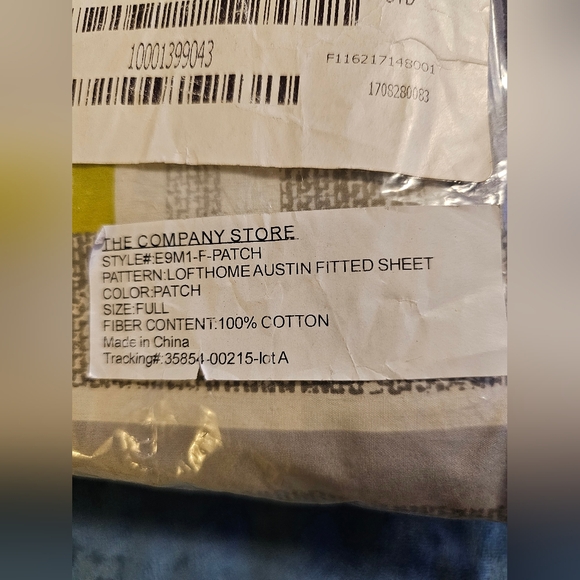 10001399043
F116217148001
1708280083
THE COMPANY STORE
STYLE#:E9M1-F-PATCH
PATTERN:LOFTHOME AUSTIN FITTED SHEET
COLOR:PATCH
SIZE:FULL
FIBER CONTENT:100% COTTON
Made in China
Tracking#:35854-00215-lotA